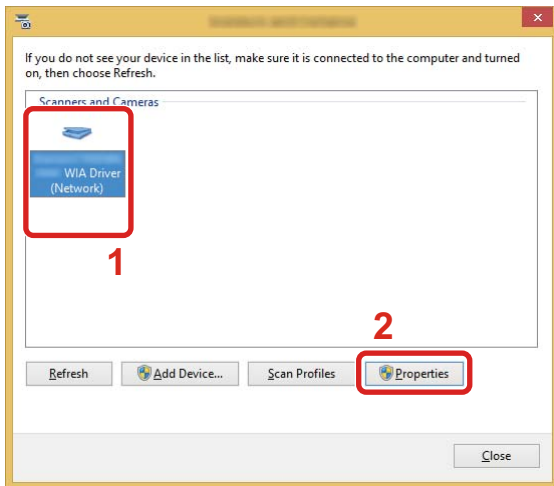 If you do not see your device in the list, make sure it is connected to the computer and turned
on, then choose Refresh.
Scanners and Cameras
WIA Driver
(Network)
1
2
Refresh
Add Device...
Scan Profiles
Properties
Close